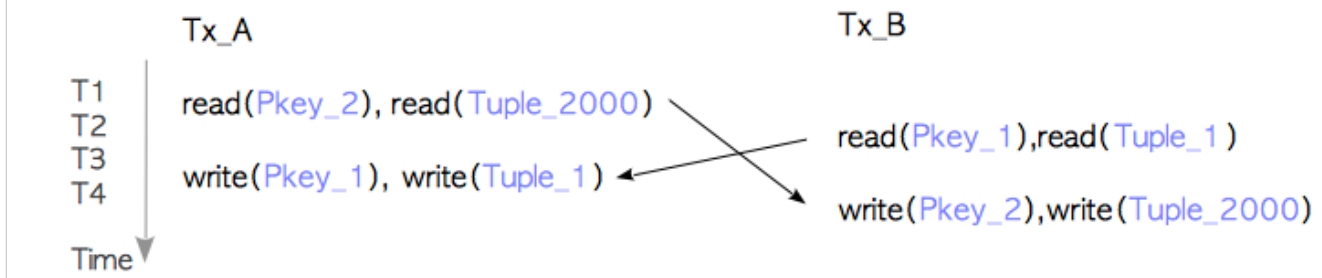 Tx_A
Tx_B
T1
read(Pkey_2), read(Tuple_2000)
T2
read(Pkey_1),read(Tuple_1)
T3
write(Pkey_1), write(Tuple_1)
T4
write(Pkey_2),write(Tuple_2000)
Time